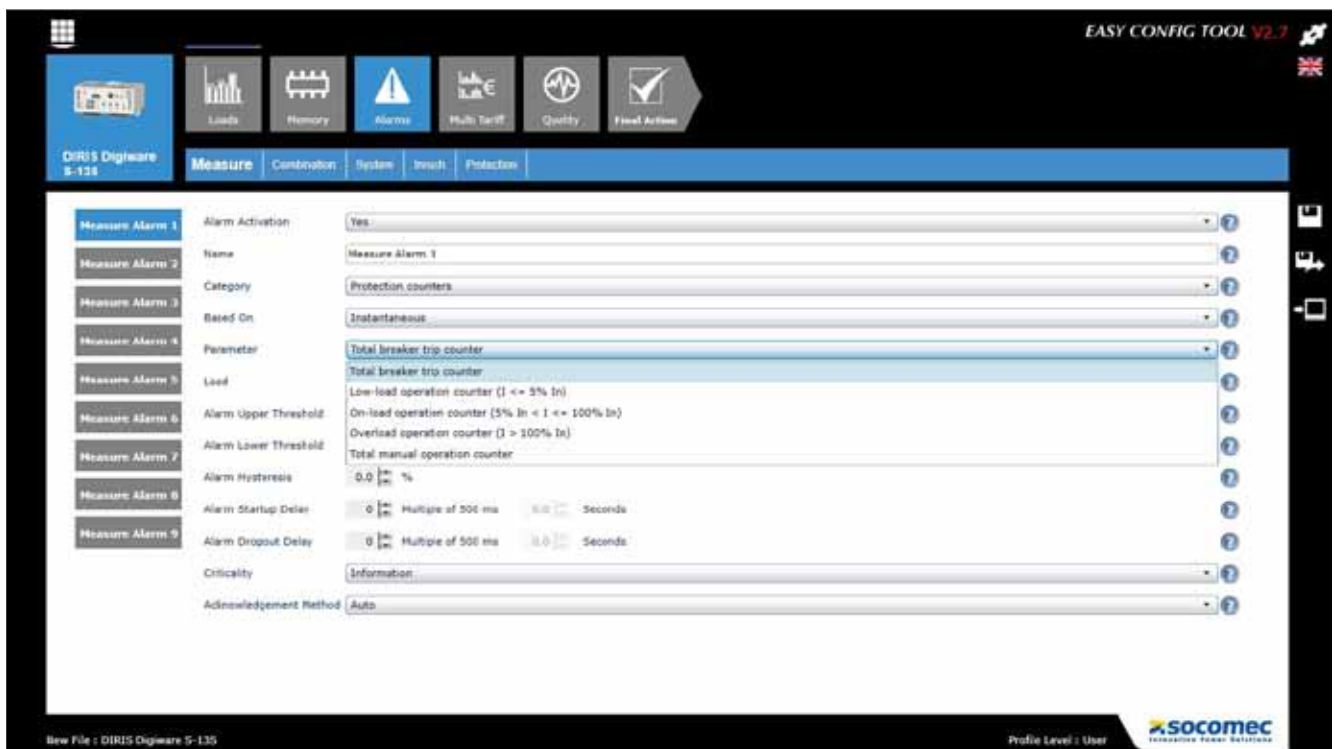 EASY CONFIG TOOL V2.7
Loads
Memory
Alarms
Multi Tariff
Quality
Final Action
DIRIS Digiware
S-135
Measure
Combination
System
Inrush
Protection
Measure Alarm 1
Measure Alarm 2
Measure Alarm 3
Measure Alarm 4
Measure Alarm 5
Measure Alarm 6
Measure Alarm 7
Measure Alarm 8
Measure Alarm 9
Alarm Activation Yes
Name Measure Alarm 1
Category Protection counters
Based On Instantaneous
Parameter Total breaker trip counter
Total breaker trip counter
Load
Low-load operation counter (I <= 5% In)
Alarm Upper Threshold On-load operation counter (5% In < I <= 100% In)
Overload operation counter (I > 100% In)
Alarm Lower Threshold
Total manual operation counter
Alarm Hysteresis 0.0 %
Alarm Startup Delay 0 Multiple of 500 ms 0.0 Seconds
Alarm Dropout Delay 0 Multiple of 500 ms 0.0 Seconds
Criticality Information
Acknowledgement Method Auto
New File : DIRIS Digiware S-135
Profile Level : User
socomec
Innovative Power Solutions